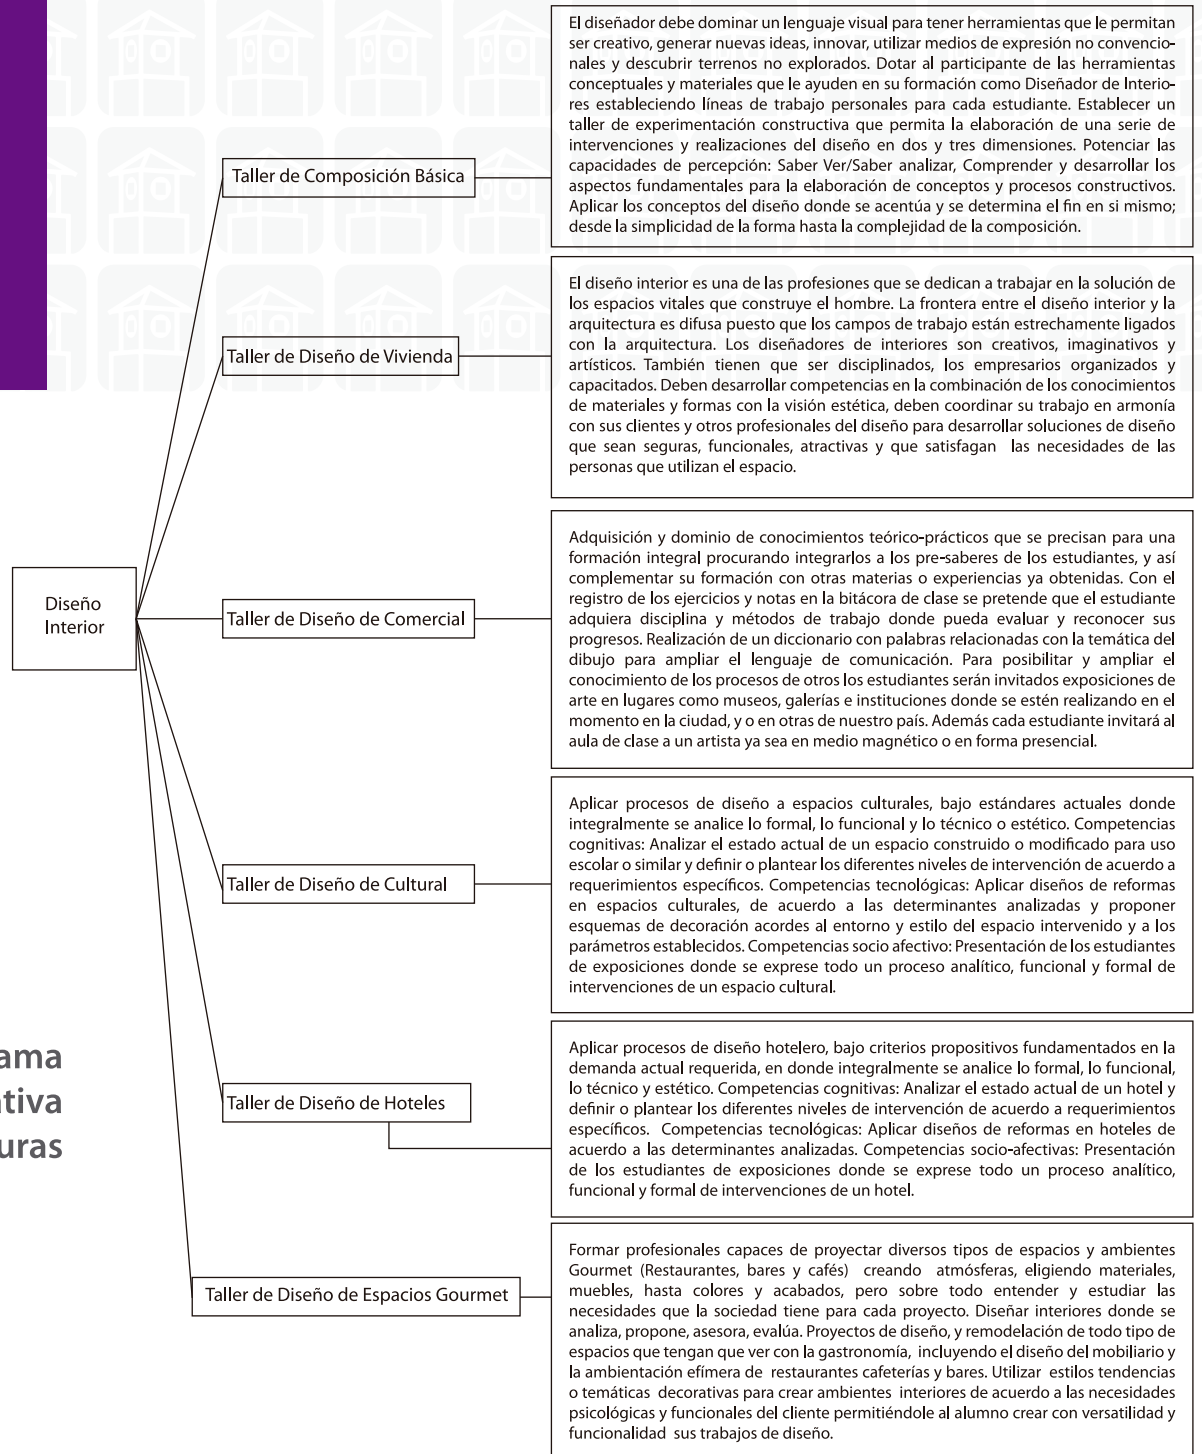 El diseñador debe dominar un lenguaje visual para tener herramientas que le permitan
ser creativo, generar nuevas ideas, innovar, utilizar medios de expresión no convencio-
nales y descubrir terrenos no explorados. Dotar al participante de las herramientas
conceptuales y materiales que le ayuden en su formación como Diseñador de Interio-
res estableciendo líneas de trabajo personales para cada estudiante. Establecer un
taller de experimentación constructiva que permita la elaboración de una serie de
intervenciones y realizaciones del diseño en dos y tres dimensiones. Potenciar las
capacidades de percepción: Saber Ver/Saber analizar, Comprender y desarrollar los
aspectos fundamentales para la elaboración de conceptos y procesos constructivos.
Aplicar los conceptos del diseño donde se acentúa y se determina el fin en si mismo;
desde la simplicidad de la forma hasta la complejidad de la composición.
Taller de Composición Básica
El diseño interior es una de las profesiones que se dedican a trabajar en la solución de
los espacios vitales que construye el hombre. La frontera entre el diseño interior y la
arquitectura es difusa puesto que los campos de trabajo están estrechamente ligados
con la arquitectura. Los diseñadores de interiores son creativos, imaginativos y
artísticos. También tienen que ser disciplinados, los empresarios organizados y
capacitados. Deben desarrollar competencias en la combinación de los conocimientos
de materiales y formas con la visión estética, deben coordinar su trabajo en armonía
con sus clientes y otros profesionales del diseño para desarrollar soluciones de diseño
que sean seguras, funcionales, atractivas y que satisfagan las necesidades de las
personas que utilizan el espacio.
Taller de Diseño de Vivienda
Adquisición y dominio de conocimientos teórico-prácticos que se precisan para una
formación integral procurando integrarlos a los pre-saberes de los estudiantes, y así
complementar su formación con otras materias o experiencias ya obtenidas. Con el
registro de los ejercicios y notas en la bitácora de clase se pretende que el estudiante
adquiera disciplina y métodos de trabajo donde pueda evaluar y reconocer sus
progresos. Realización de un diccionario con palabras relacionadas con la temática del
dibujo para ampliar el lenguaje de comunicación. Para posibilitar y ampliar el
conocimiento de los procesos de otros los estudiantes serán invitados exposiciones de
arte en lugares como museos, galerías e instituciones donde se estén realizando en el
momento en la ciudad, y o en otras de nuestro país. Además cada estudiante invitará al
aula de clase a un artista ya sea en medio magnético o en forma presencial.
Diseño
Interior
Taller de Diseño de Comercial
Aplicar procesos de diseño a espacios culturales, bajo estándares actuales donde
integralmente se analice lo formal, lo funcional y lo técnico o estético. Competencias
cognitivas: Analizar el estado actual de un espacio construido o modificado para uso
escolar o similar y definir o plantear los diferentes niveles de intervención de acuerdo a
requerimientos específicos. Competencias tecnológicas: Aplicar diseños de reformas
en espacios culturales, de acuerdo a las determinantes analizadas y proponer
esquemas de decoración acordes al entorno y estilo del espacio intervenido y a los
parámetros establecidos. Competencias socio afectivo: Presentación de los estudiantes
de exposiciones donde se exprese todo un proceso analítico, funcional y formal de
intervenciones de un espacio cultural.
Taller de Diseño de Cultural
Aplicar procesos de diseño hotelero, bajo criterios propositivos fundamentados en la
demanda actual requerida, en donde integralmente se analice lo formal, lo funcional,
lo técnico y estético. Competencias cognitivas: Analizar el estado actual de un hotel y
definir o plantear los diferentes niveles de intervención de acuerdo a requerimientos
específicos. Competencias tecnológicas: Aplicar diseños de reformas en hoteles de
acuerdo a las determinantes analizadas. Competencias socio-afectivas: Presentación
de los estudiantes de exposiciones donde se exprese todo un proceso analítico,
funcional y formal de intervenciones de un hotel.
ama
ativa
uras
Taller de Diseño de Hoteles
Formar profesionales capaces de proyectar diversos tipos de espacios y ambientes
Gourmet (Restaurantes, bares y cafés) creando atmósferas, eligiendo materiales,
muebles, hasta colores y acabados, pero sobre todo entender y estudiar las
necesidades que la sociedad tiene para cada proyecto. Diseñar interiores donde se
analiza, propone, asesora, evalúa. Proyectos de diseño, y remodelación de todo tipo de
espacios que tengan que ver con la gastronomía, incluyendo el diseño del mobiliario y
la ambientación efímera de restaurantes cafeterías y bares. Utilizar estilos tendencias
o temáticas decorativas para crear ambientes interiores de acuerdo a las necesidades
psicológicas y funcionales del cliente permitiéndole al alumno crear con versatilidad y
funcionalidad sus trabajos de diseño.
Taller de Diseño de Espacios Gourmet